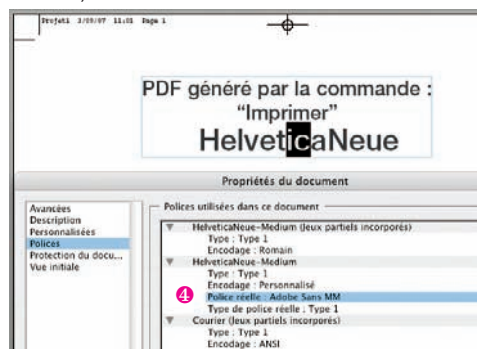 Projet1 3/09/07 11:01 Page 1
PDF généré par la commande :
“Imprimer”
HelveticaNeue
Propriétés du document
Avancées
Description
Personnalisées
Polices
Protection du docu...
Vue initiale
Polices utilisées dans ce document
HelveticaNeue-Medium (Jeux partiels incorporés)
Type : Type 1
Encodage : Romain
HelveticaNeue-Medium
Type : Type 1
Encodage : Personnalisé
4 Police réelle : Adobe Sans MM
Type de police réelle : Type 1
Courier (Jeux partiels incorporés)
Type : Type 1
Encodage : ANSI